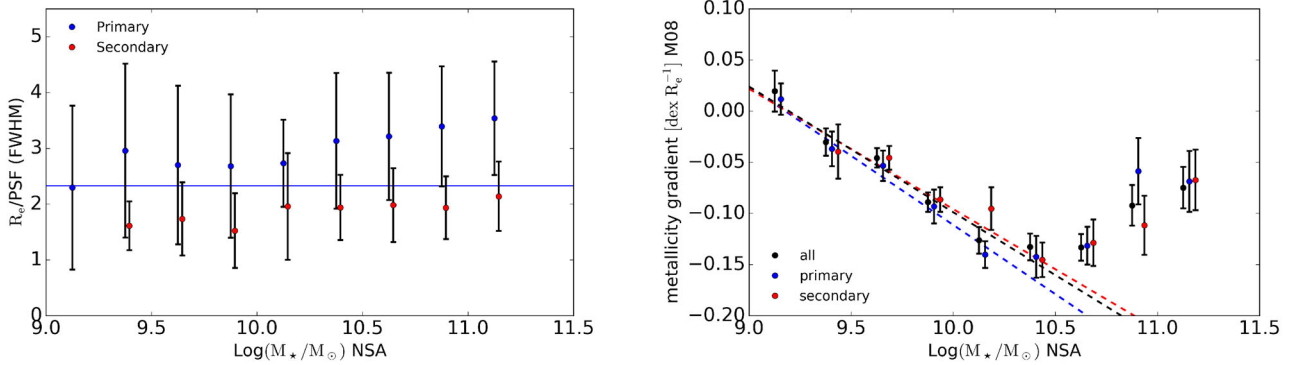 R_e/PSF (FWHM)
5
4
3
2
1
0
Primary
Secondary
9.0 9.5 10.0 10.5 11.0 11.5
Log(M⋆/M⊙) NSA
metallicity gradient [dex R_e^−1] M08
0.10
0.05
0.00
−0.05
−0.10
−0.15
−0.20
all
primary
secondary
9.0 9.5 10.0 10.5 11.0 11.5
Log(M⋆/M⊙) NSA